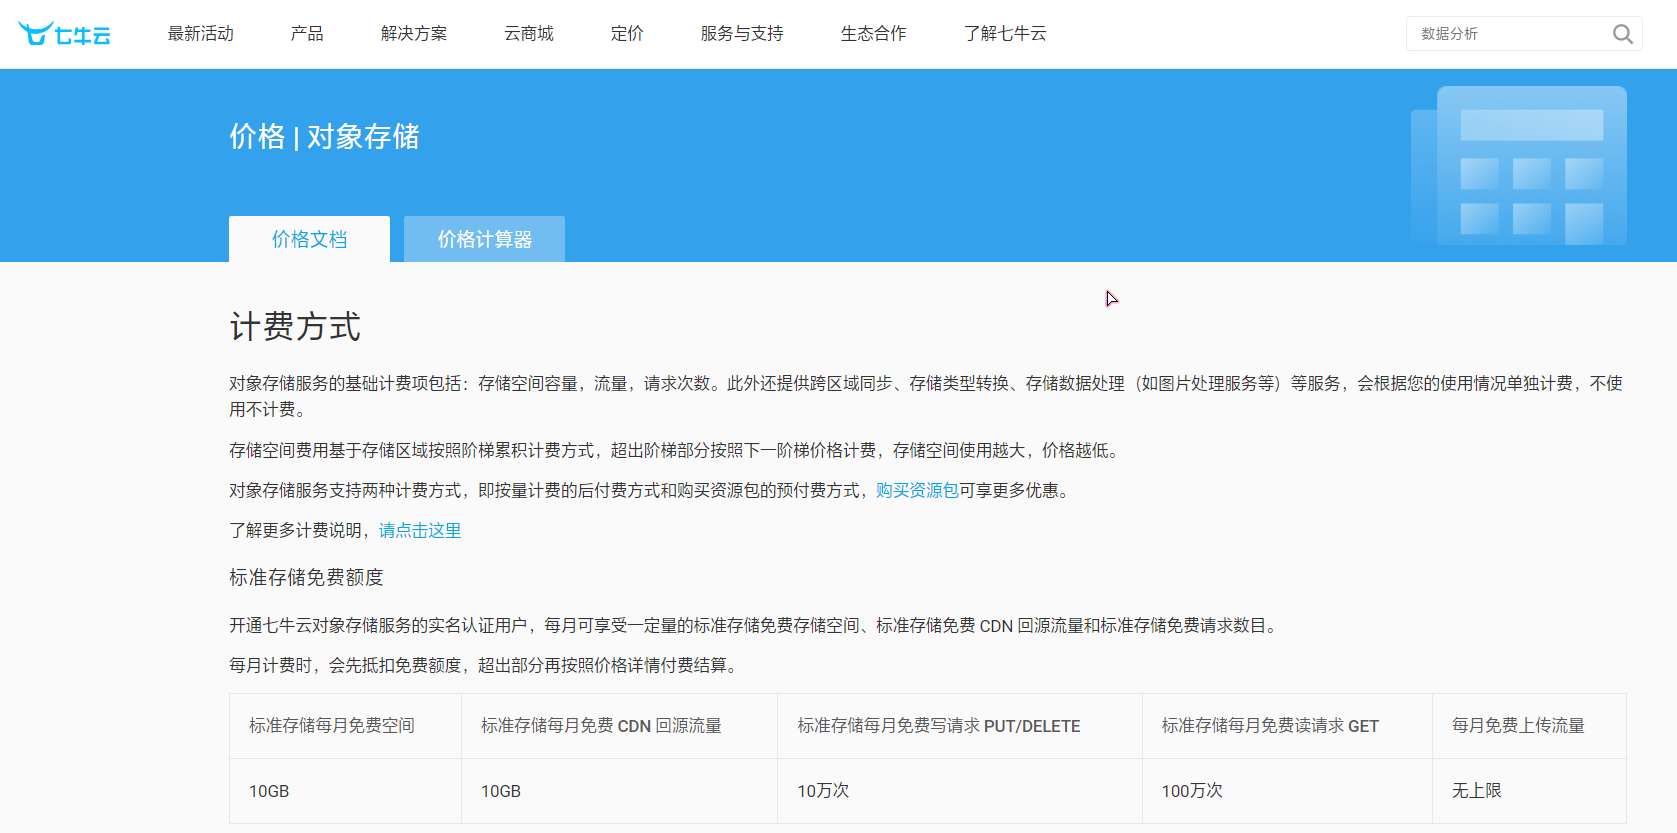 七牛云
最新活动
产品
解决方案
云商城
定价
服务与支持
生态合作
了解七牛云
数据分析
价格 | 对象存储
价格文档
价格计算器
计费方式
对象存储服务的基础计费项包括：存储空间容量，流量，请求次数。此外还提供跨区域同步、存储类型转换、存储数据处理（如图片处理服务等）等服务，会根据您的使用情况单独计费，不使
用不计费。
存储空间费用基于存储区域按照阶梯累积计费方式，超出阶梯部分按照下一阶梯价格计费，存储空间使用越大，价格越低。
对象存储服务支持两种计费方式，即按量计费的后付费方式和购买资源包的预付费方式，购买资源包可享更多优惠。
了解更多计费说明，请点击这里
标准存储免费额度
开通七牛云对象存储服务的实名认证用户，每月可享受一定量的标准存储免费存储空间、标准存储免费 CDN 回源流量和标准存储免费请求数目。
每月计费时，会先抵扣免费额度，超出部分再按照价格详情付费结算。
标准存储每月免费空间
标准存储每月免费 CDN 回源流量
标准存储每月免费写请求 PUT/DELETE
标准存储每月免费读请求 GET
每月免费上传流量
10GB
10GB
10万次
100万次
无上限